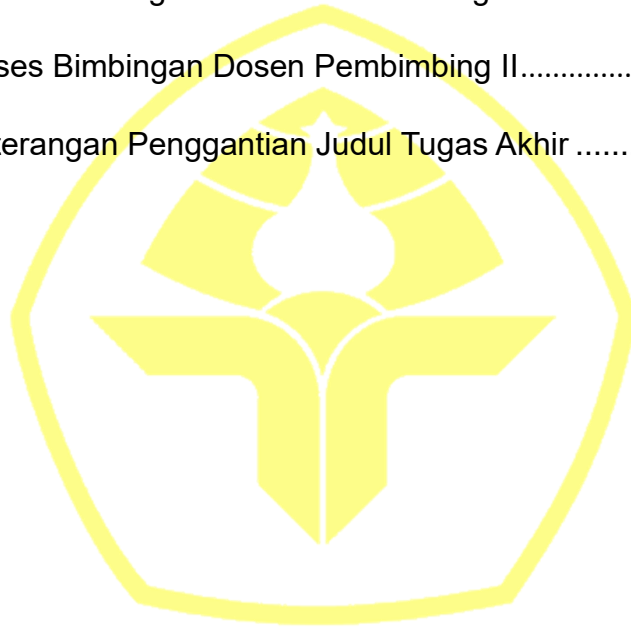 ses Bimbingan Dosen Pembimbing II..............
terangan Penggantian Judul Tugas Akhir ......